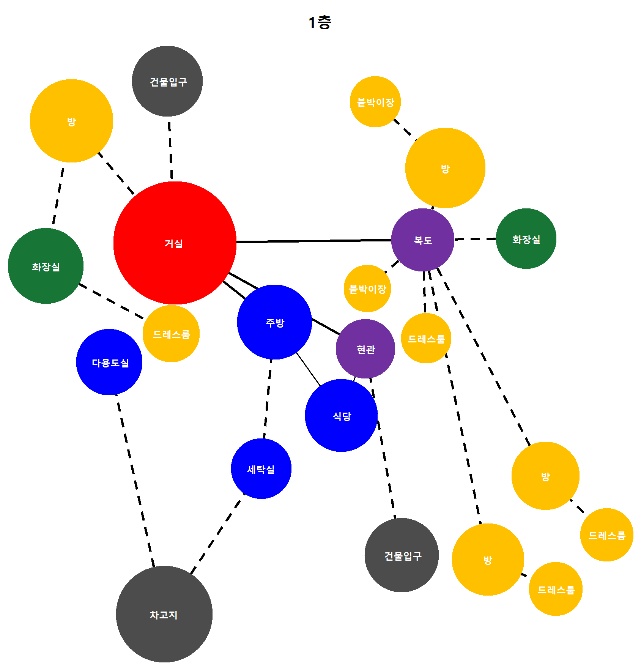 1층
건물입구
방
붙박이장
방
거실
복도
화장실
화장실
붙박이장
주방
드레스룸
드레스룸
현관
다용도실
식당
세탁실
방
드레스룸
건물입구
방
드레스룸
차고지